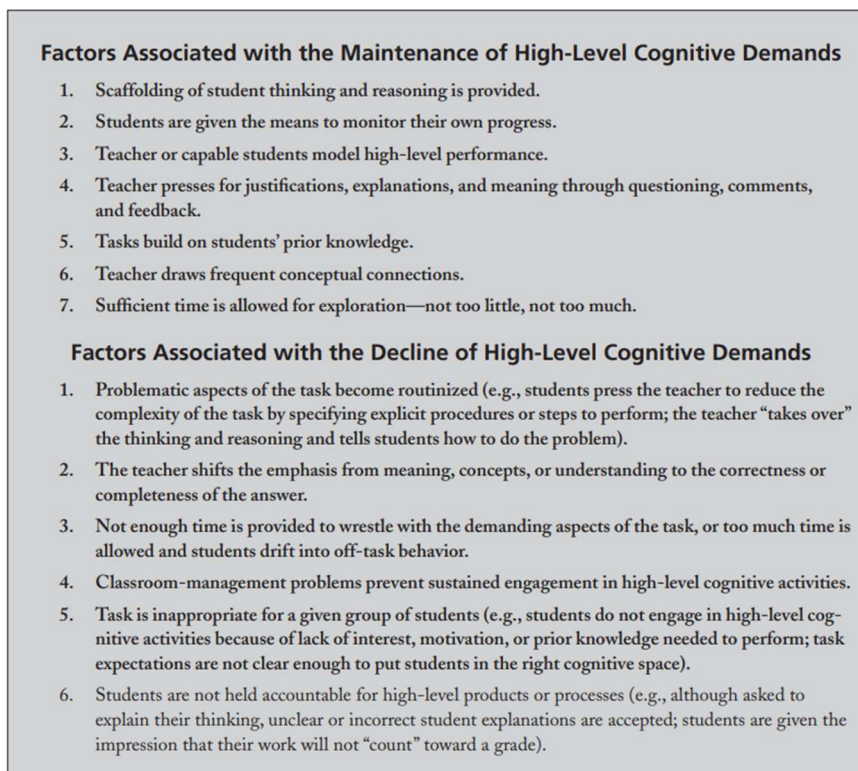 Factors Associated with the Maintenance of High-Level Cognitive Demands
1. Scaffolding of student thinking and reasoning is provided.
2. Students are given the means to monitor their own progress.
3. Teacher or capable students model high-level performance.
4. Teacher presses for justifications, explanations, and meaning through questioning, comments,
and feedback.
5. Tasks build on students’ prior knowledge.
6. Teacher draws frequent conceptual connections.
7. Sufficient time is allowed for exploration—not too little, not too much.
Factors Associated with the Decline of High-Level Cognitive Demands
1. Problematic aspects of the task become routinized (e.g., students press the teacher to reduce the
complexity of the task by specifying explicit procedures or steps to perform; the teacher “takes over”
the thinking and reasoning and tells students how to do the problem).
2. The teacher shifts the emphasis from meaning, concepts, or understanding to the correctness or
completeness of the answer.
3. Not enough time is provided to wrestle with the demanding aspects of the task, or too much time is
allowed and students drift into off-task behavior.
4. Classroom-management problems prevent sustained engagement in high-level cognitive activities.
5. Task is inappropriate for a given group of students (e.g., students do not engage in high-level cog-
nitive activities because of lack of interest, motivation, or prior knowledge needed to perform; task
expectations are not clear enough to put students in the right cognitive space).
6. Students are not held accountable for high-level products or processes (e.g., although asked to
explain their thinking, unclear or incorrect student explanations are accepted; students are given the
impression that their work will not “count” toward a grade).